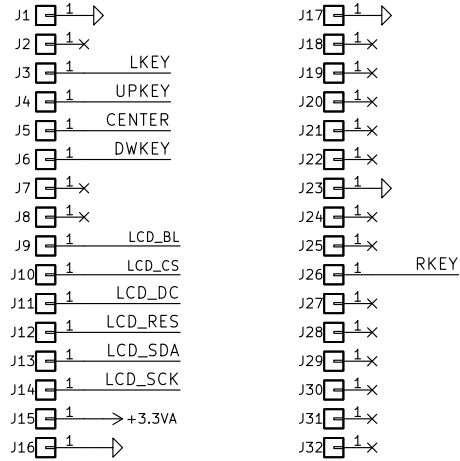 J1 1
J2 1
J3 1 LKEY
J4 1 UPKEY
J5 1 CENTER
J6 1 DWKEY
J7 1
J8 1
J9 1 LCD_BL
J10 1 LCD_CS
J11 1 LCD_DC
J12 1 LCD_RES
J13 1 LCD_SDA
J14 1 LCD_SCK
J15 1 +3.3VA
J16 1
J17 1
J18 1
J19 1
J20 1
J21 1
J22 1
J23 1
J24 1
J25 1
J26 1 RKEY
J27 1
J28 1
J29 1
J30 1
J31 1
J32 1